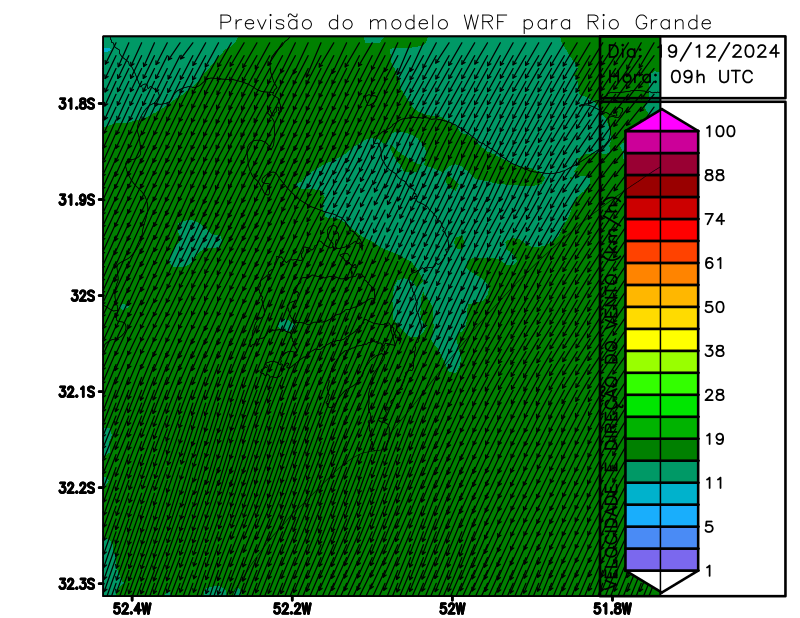 Previsão do modelo WRF para Rio Grande
Dia: 19/12/2024
Hora: 09h UTC
31.8S
31.9S
32S
32.1S
32.2S
32.3S
52.4W
52.2W
52W
51.8W
VELOCIDADE E DIREÇÃO DO VENTO (km/h)
100
88
74
61
50
38
28
19
11
5
1